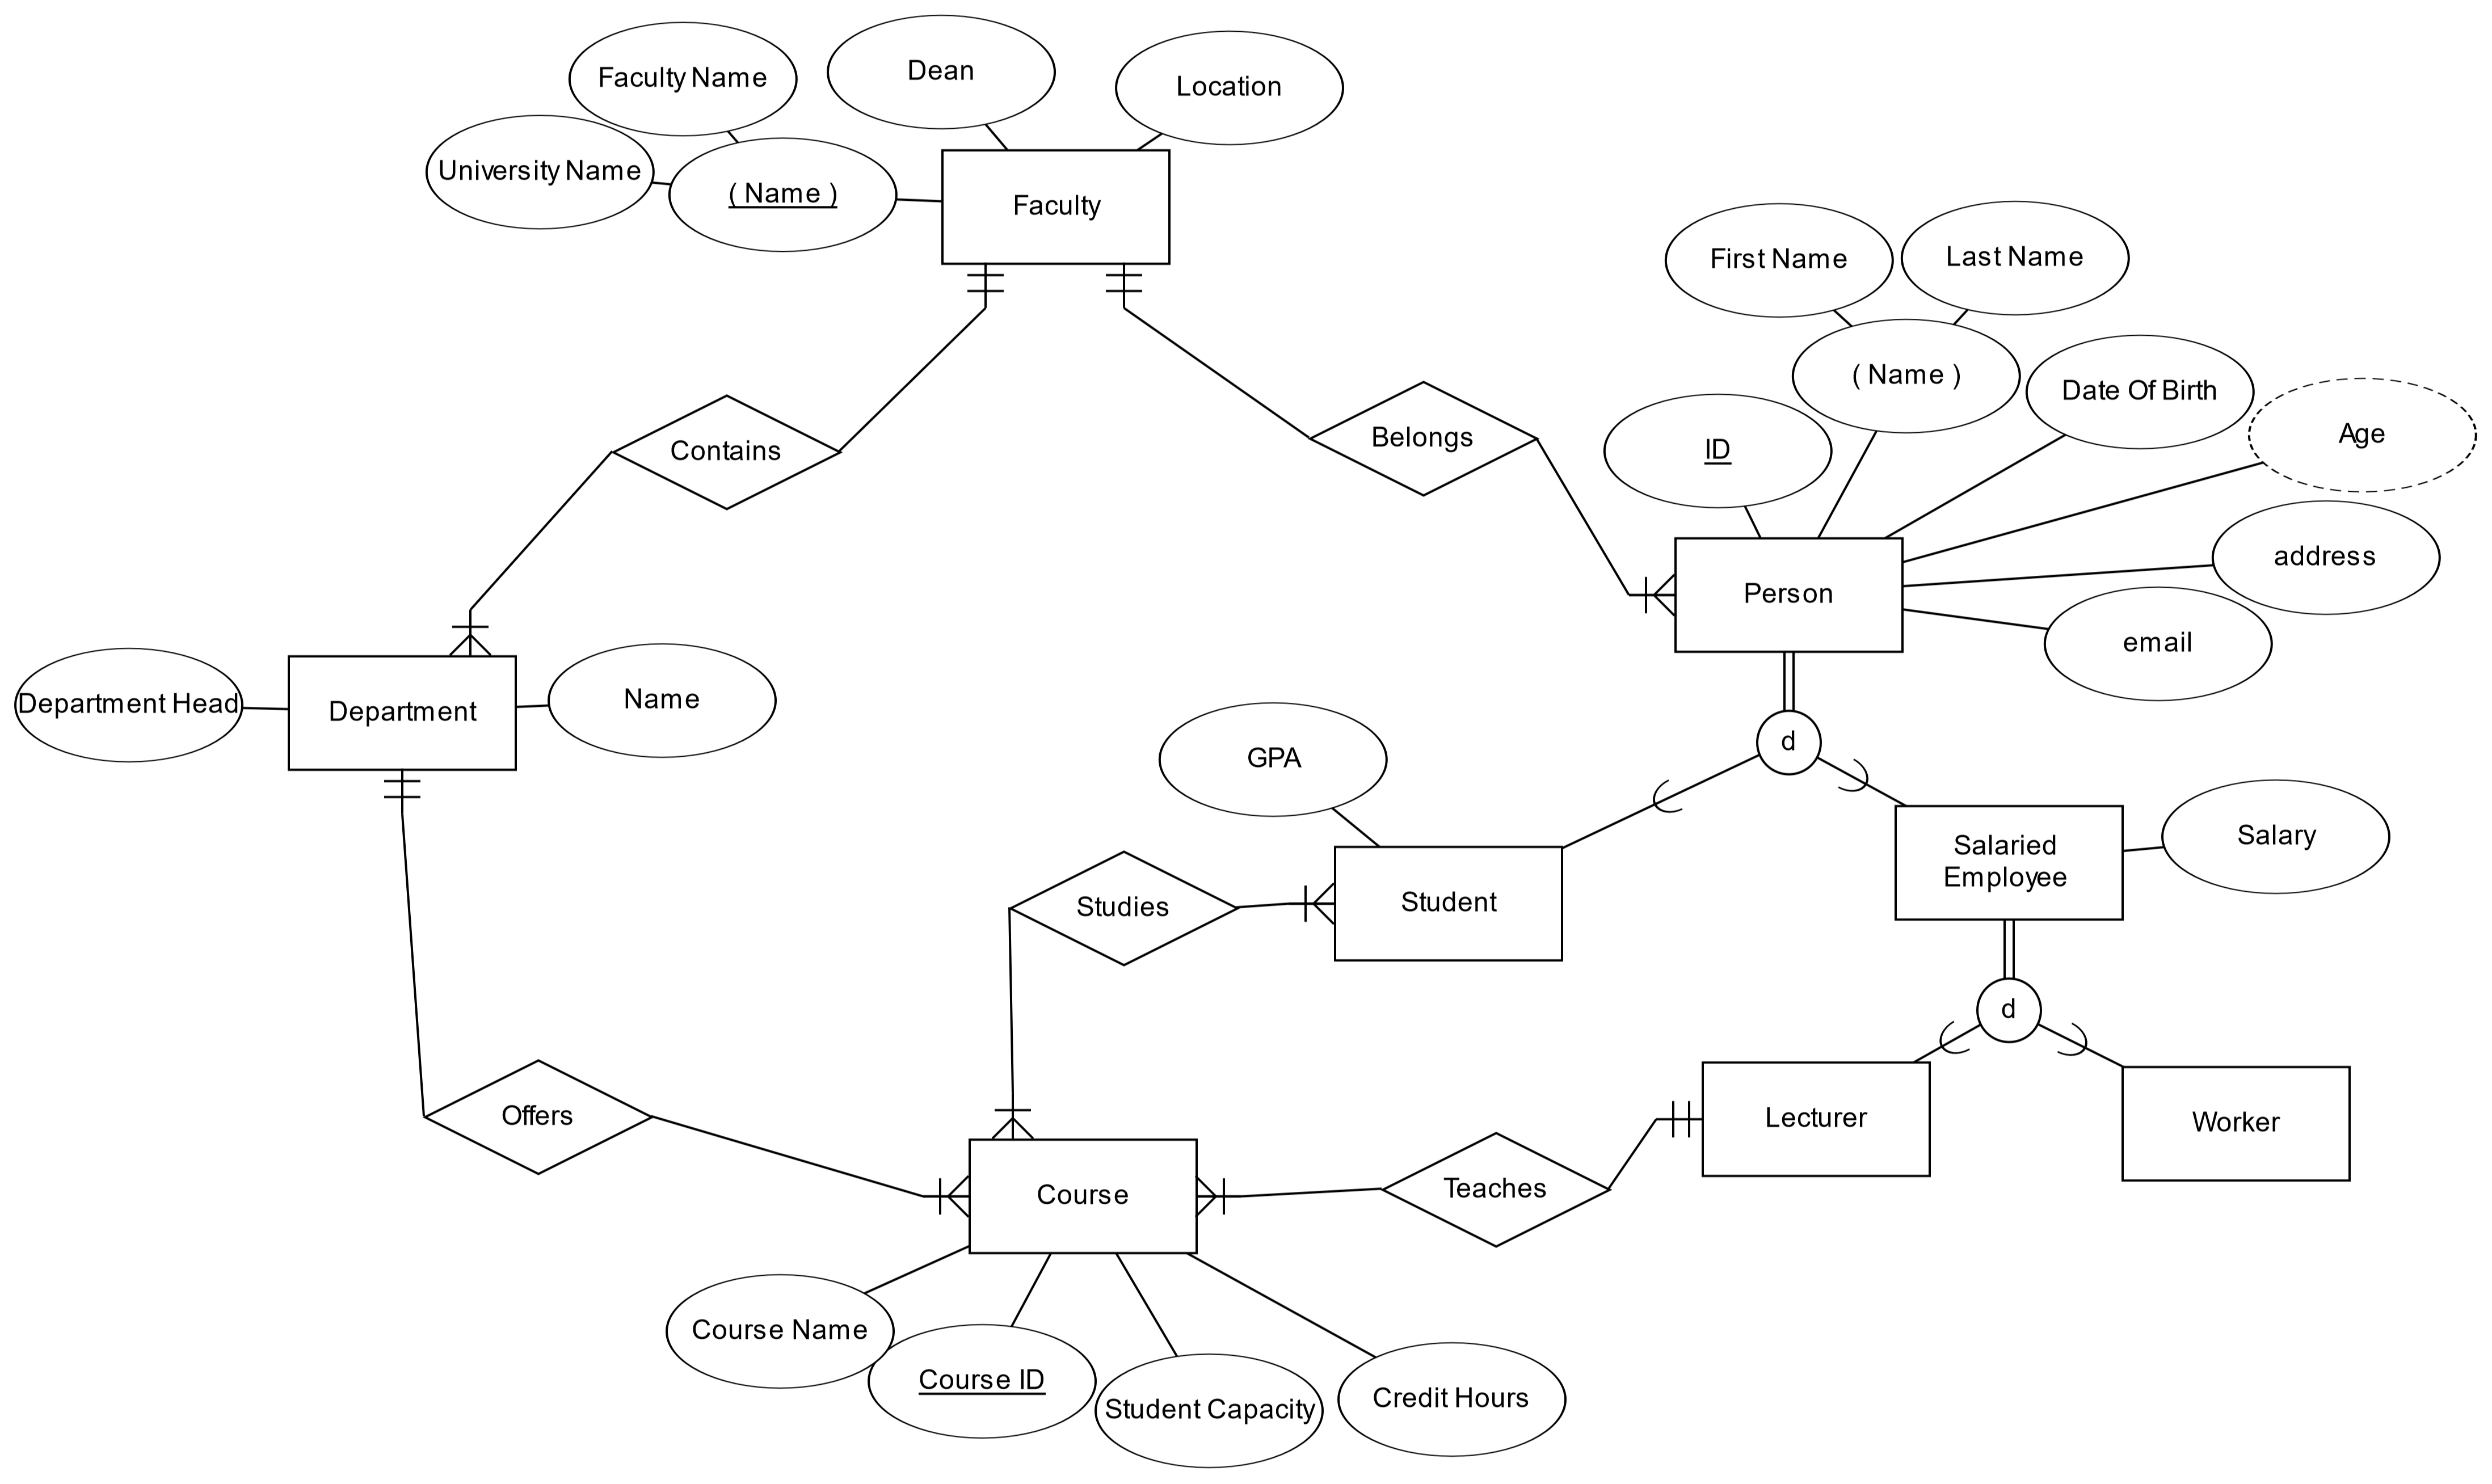 Faculty Name
Dean
Location
University Name
( Name )
Faculty
First Name
Last Name
( Name )
Date Of Birth
Age
Contains
Belongs
ID
address
Person
email
Department Head
Department
Name
d
GPA
Salaried
Employee
Salary
Studies
Student
d
Offers
Lecturer
Worker
Course
Teaches
Course Name
Course ID
Student Capacity
Credit Hours